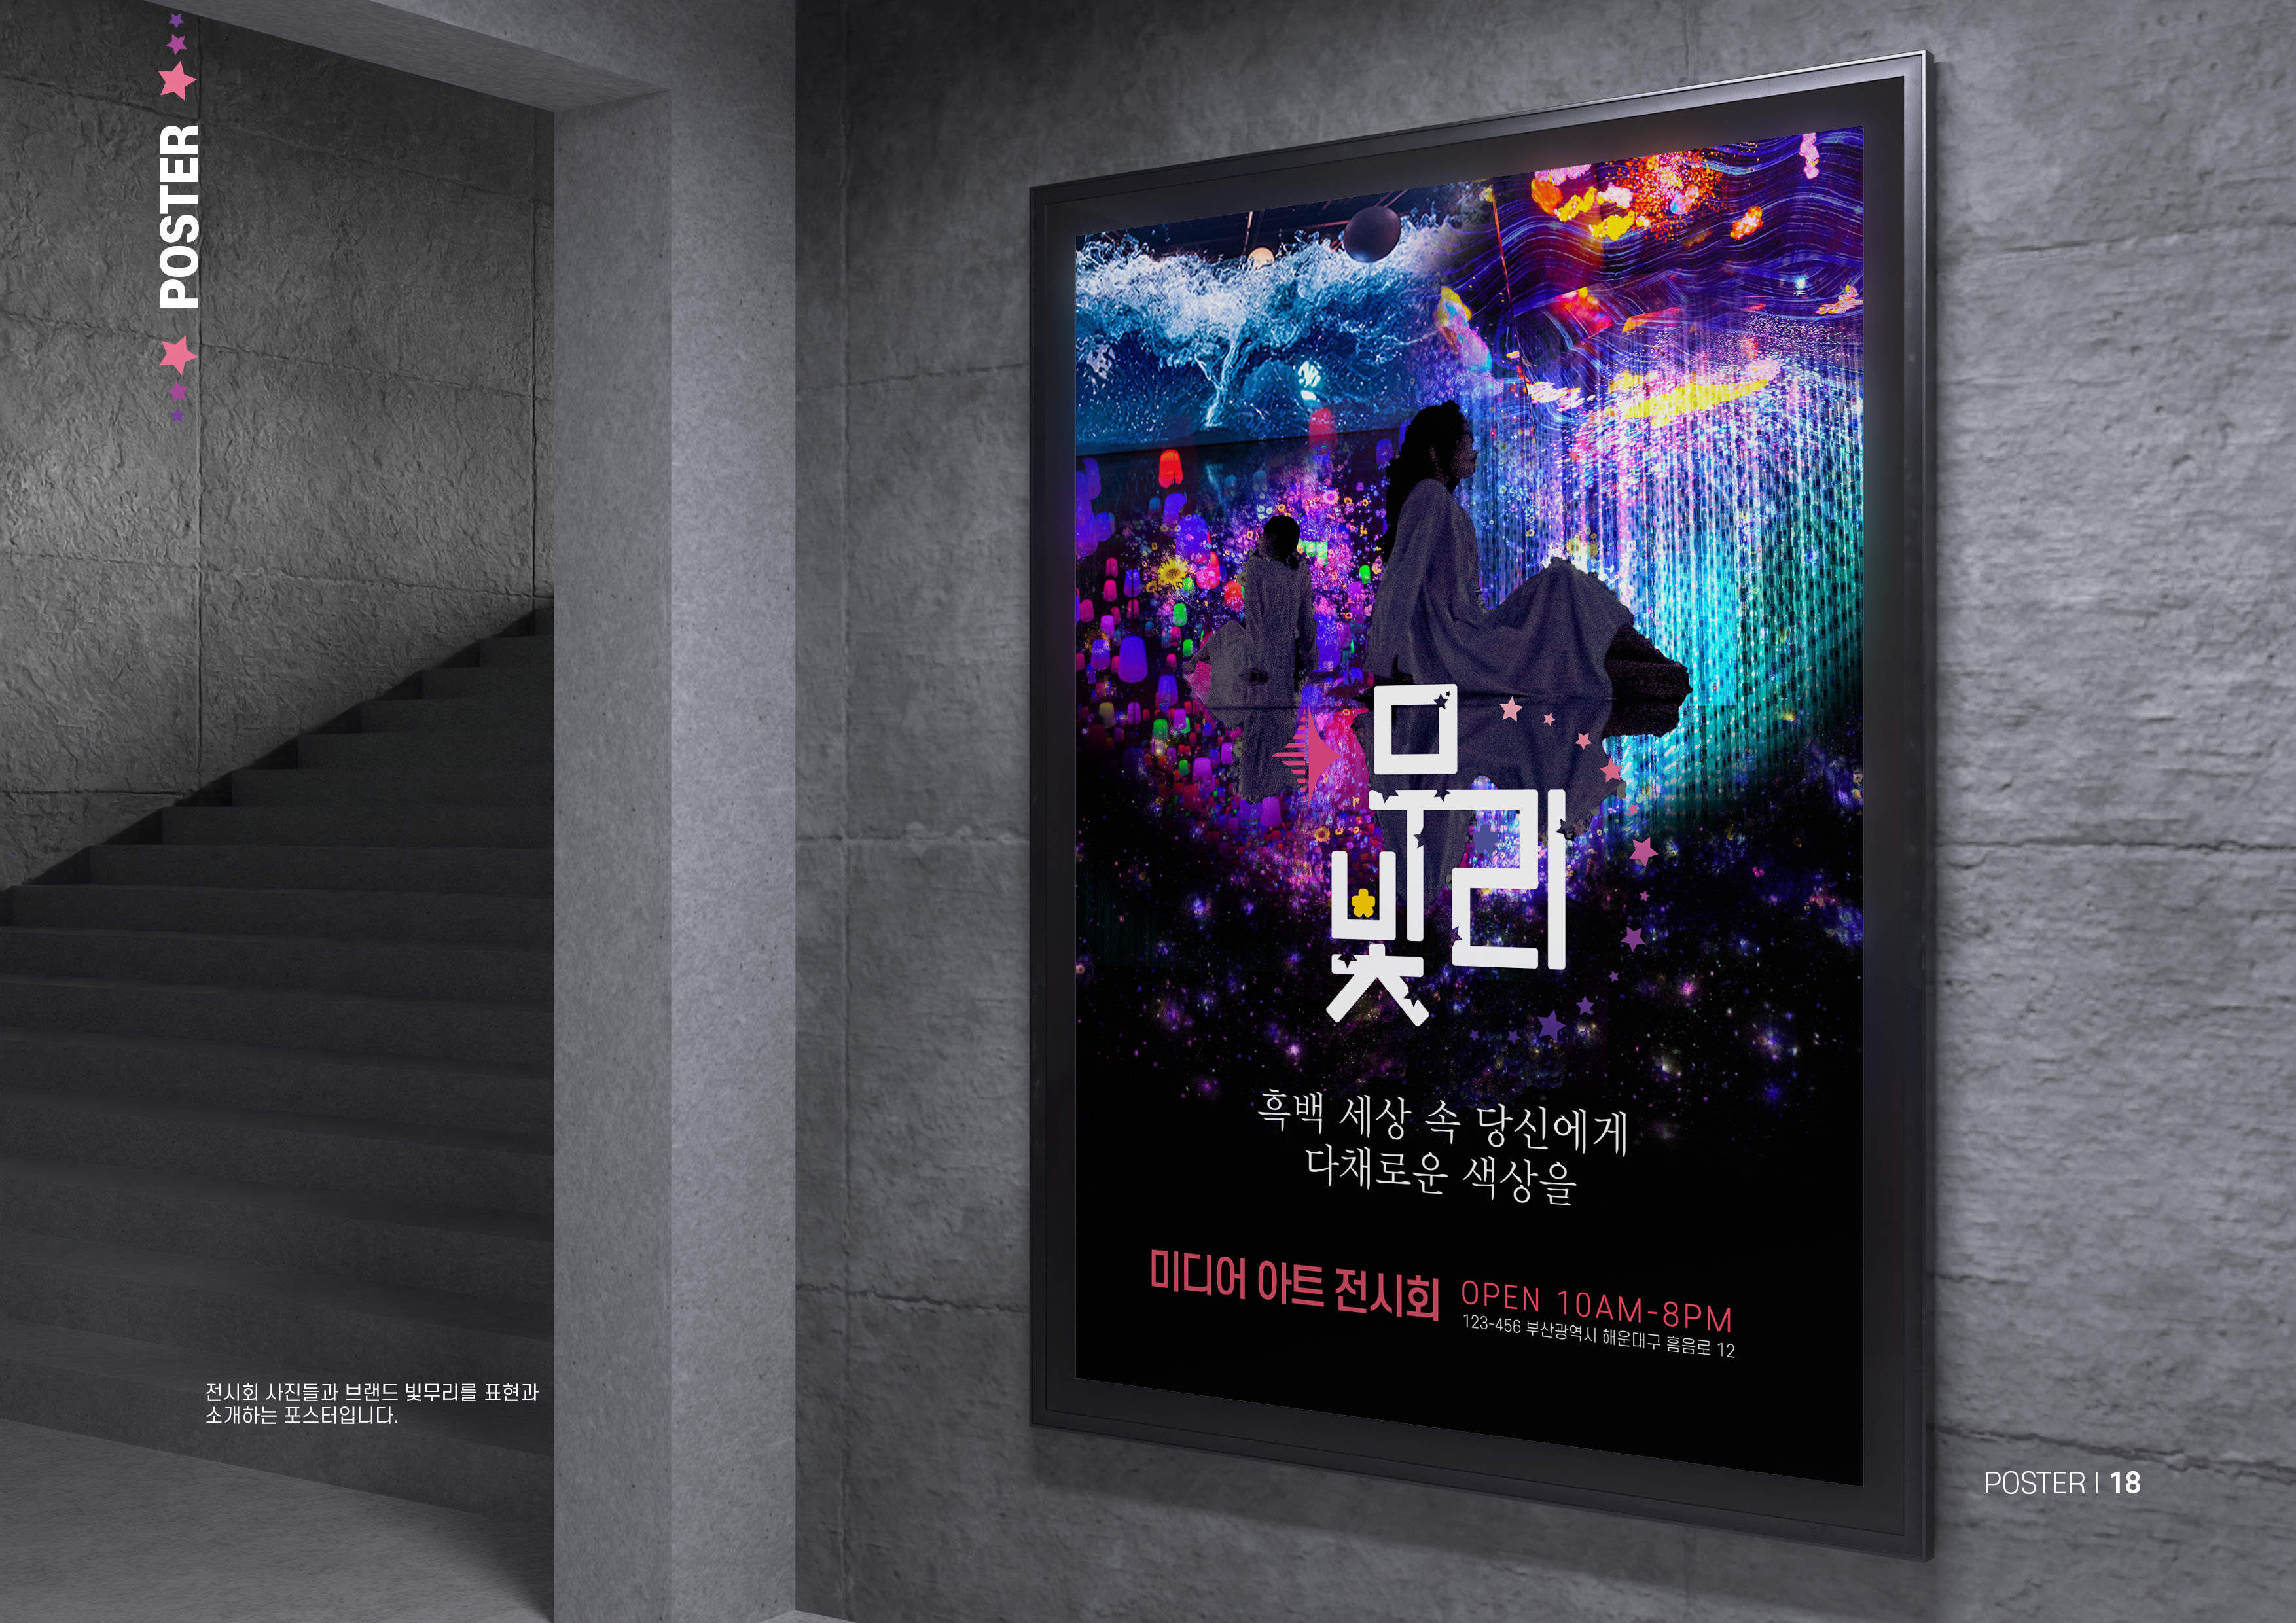 POSTER
무리
빛
흑백 세상 속 당신에게
다채로운 색상을
미디어 아트 전시회
OPEN 10AM-8PM
123-456 부산광역시 해운대구 흠음로 12
전시회 사진들과 브랜드 빛무리를 표현과
소개하는 포스터입니다.
POSTER | 18